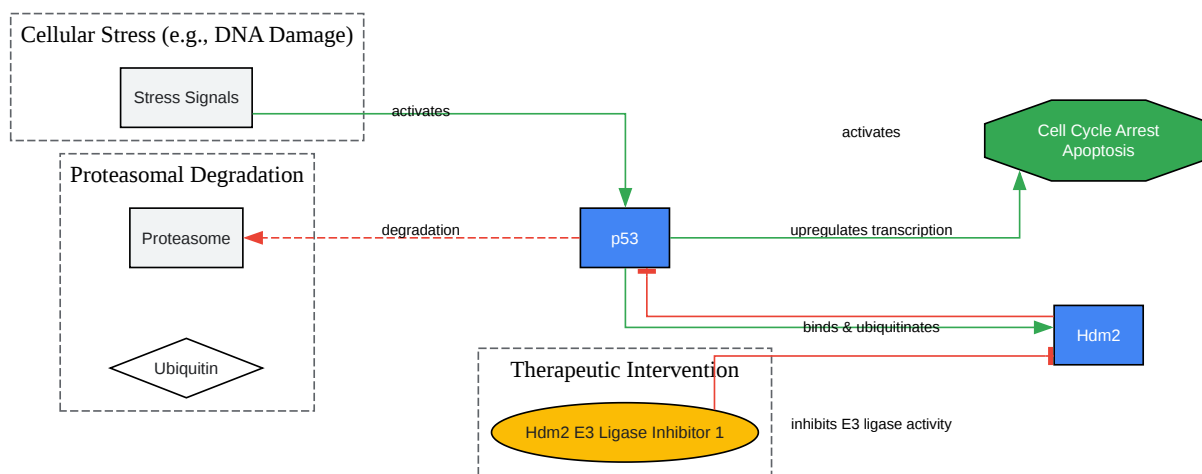 Cellular Stress (e.g., DNA Damage)
Stress Signals
activates
activates
Cell Cycle Arrest
Apoptosis
Proteasomal Degradation
Proteasome
degradation
p53
upregulates transcription
binds & ubiquitinates
Hdm2
Ubiquitin
Therapeutic Intervention
Hdm2 E3 Ligase Inhibitor 1
inhibits E3 ligase activity